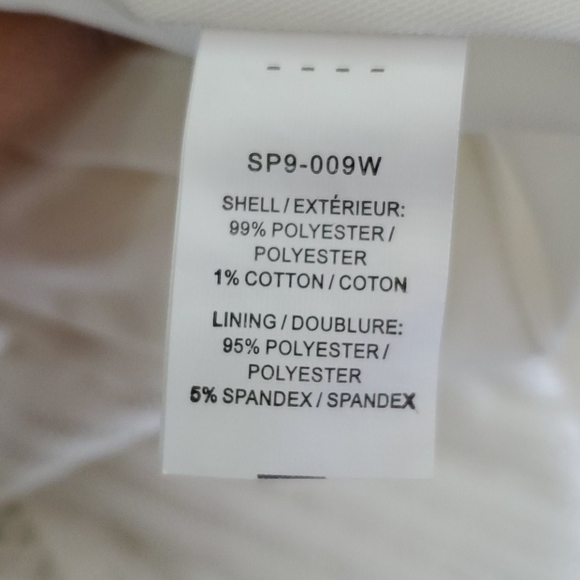 SP9-009W
SHELL / EXTÉRIEUR:
99% POLYESTER /
POLYESTER
1% COTTON / COTON
LINING / DOUBLURE:
95% POLYESTER /
POLYESTER
5% SPANDEX / SPANDEX